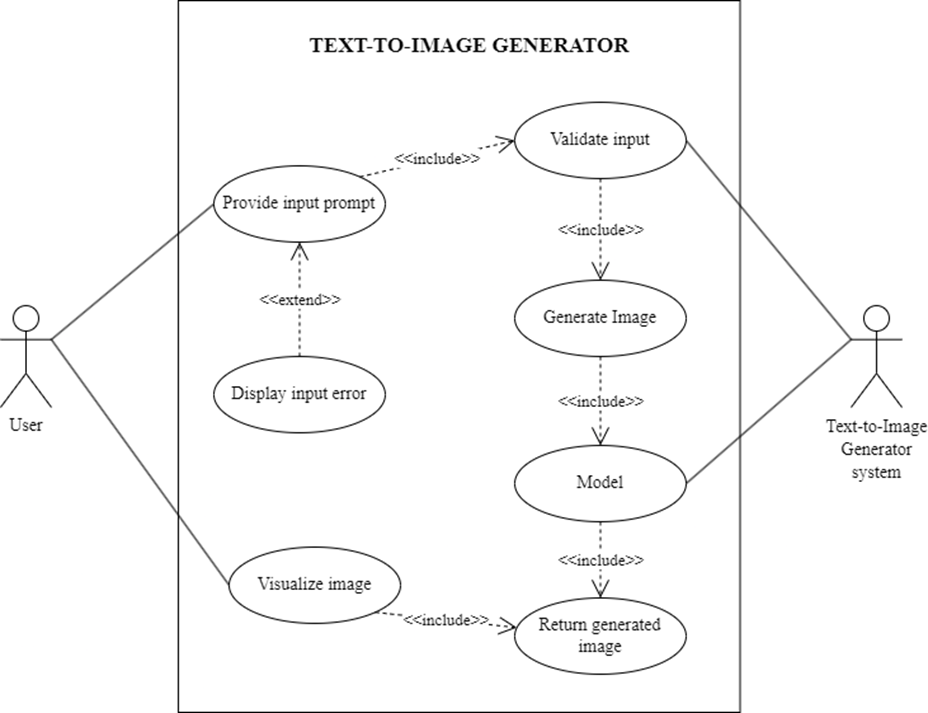 TEXT-TO-IMAGE GENERATOR
Validate input
<<include>>
Provide input prompt
<<include>>
<<extend>>
Generate Image
Display input error
<<include>>
User
Text-to-Image
Generator
system
Model
<<include>>
Visualize image
<<include>>
Return generated
image